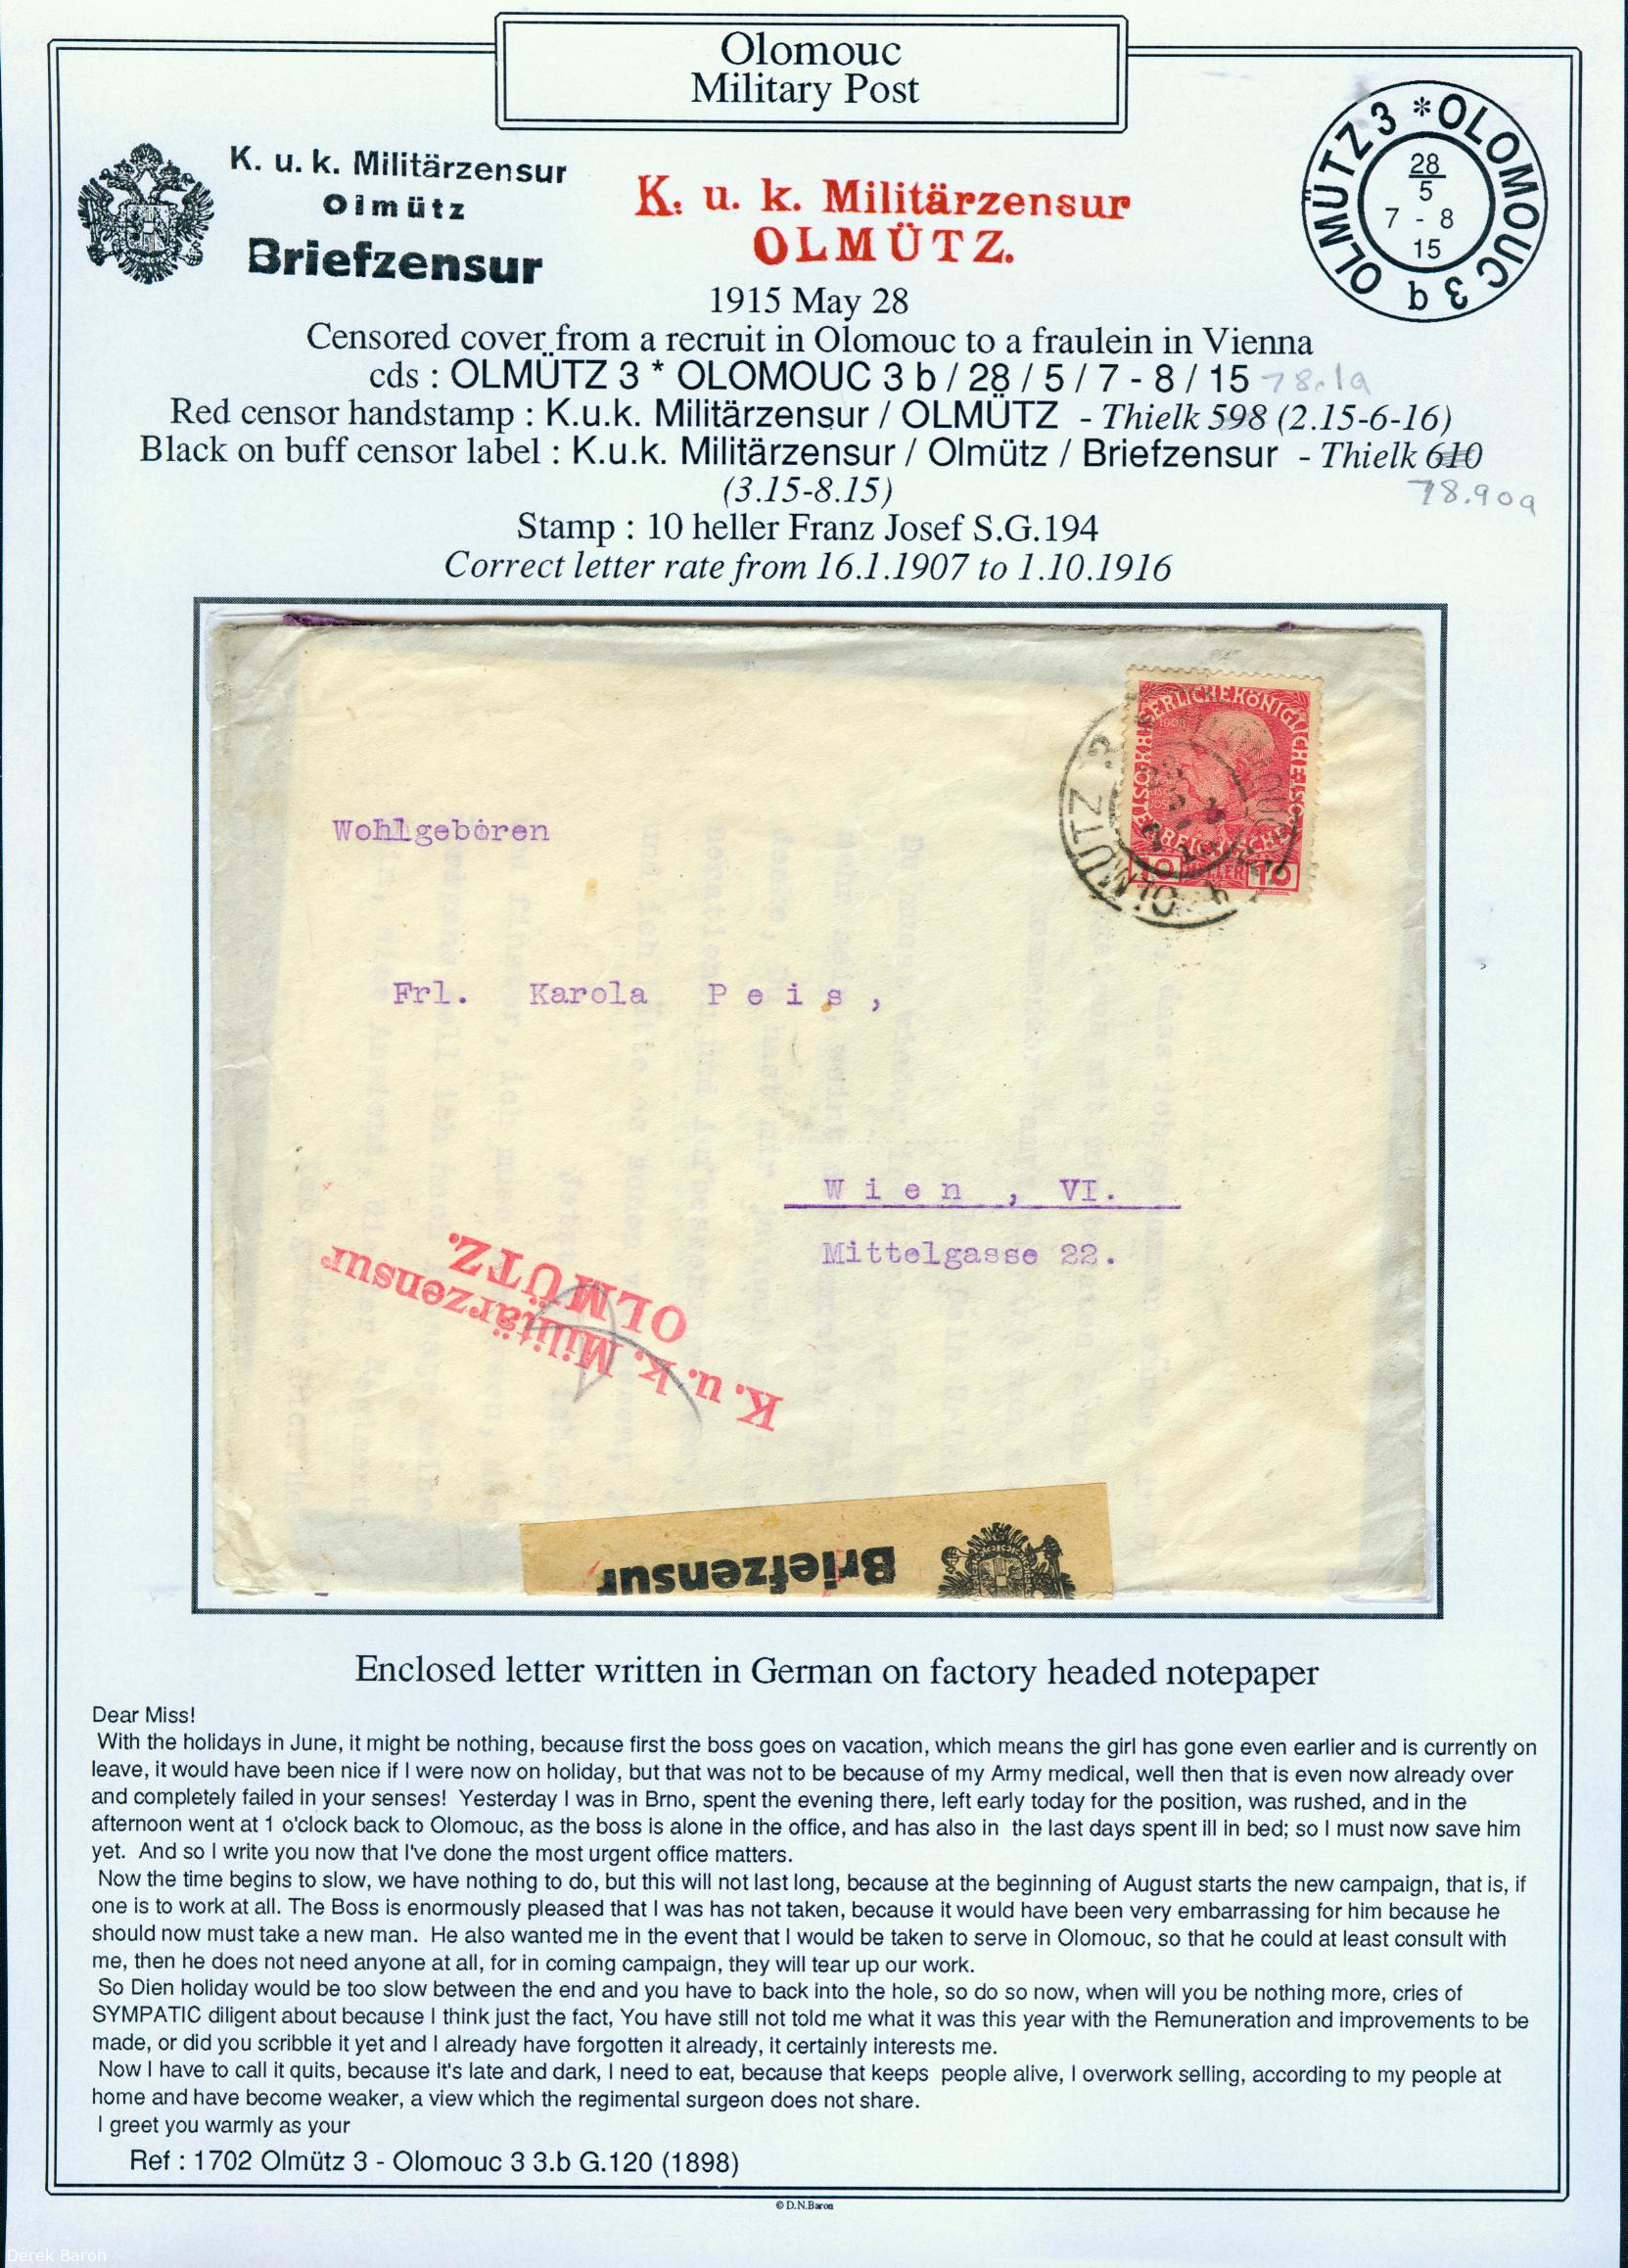 Olomouc
Military Post
K. u. k. Militärzensur
Olmütz
Briefzensur
K. u. k. Militärzensur
OLMÜTZ.
OLMÜTZ 3 * OLOMOUC 3 b
28
5
7 - 8
15
1915 May 28
Censored cover from a recruit in Olomouc to a fraulein in Vienna
cds : OLMÜTZ 3 * OLOMOUC 3 b / 28 / 5 / 7 - 8 / 15 78.1a
Red censor handstamp : K.u.k. Militärzensur / OLMÜTZ - Thielk 598 (2.15-6-16)
Black on buff censor label : K.u.k. Militärzensur / Olmütz / Briefzensur - Thielk 610
(3.15-8.15)
78.90a
Stamp : 10 heller Franz Josef S.G.194
Correct letter rate from 16.1.1907 to 1.10.1916
KAISERLICHE KÖNIGLICHE ÖSTERREICHISCHE POST
10 HELLER 10
OLMÜTZ 3
Wohlgeboren
Frl. Karola Peis,
Wien, VI.
Mittelgasse 22.
K. u. k. Militärzensur
OLMÜTZ.
Briefzensur
Enclosed letter written in German on factory headed notepaper
Dear Miss!
With the holidays in June, it might be nothing, because first the boss goes on vacation, which means the girl has gone even earlier and is currently on
leave, it would have been nice if I were now on holiday, but that was not to be because of my Army medical, well then that is even now already over
and completely failed in your senses! Yesterday I was in Brno, spent the evening there, left early today for the position, was rushed, and in the
afternoon went at 1 o'clock back to Olomouc, as the boss is alone in the office, and has also in the last days spent ill in bed; so I must now save him
yet. And so I write you now that I've done the most urgent office matters.
Now the time begins to slow, we have nothing to do, but this will not last long, because at the beginning of August starts the new campaign, that is, if
one is to work at all. The Boss is enormously pleased that I was has not taken, because it would have been very embarrassing for him because he
should now must take a new man. He also wanted me in the event that I would be taken to serve in Olomouc, so that he could at least consult with
me, then he does not need anyone at all, for in coming campaign, they will tear up our work.
So Dien holiday would be too slow between the end and you have to back into the hole, so do so now, when will you be nothing more, cries of
SYMPATIC diligent about because I think just the fact, You have still not told me what it was this year with the Remuneration and improvements to be
made, or did you scribble it yet and I already have forgotten it already, it certainly interests me.
Now I have to call it quits, because it's late and dark, I need to eat, because that keeps people alive, I overwork selling, according to my people at
home and have become weaker, a view which the regimental surgeon does not share.
I greet you warmly as your
Ref : 1702 Olmütz 3 - Olomouc 3 3.b G.120 (1898)
© D.N.Baron
Derek Baron